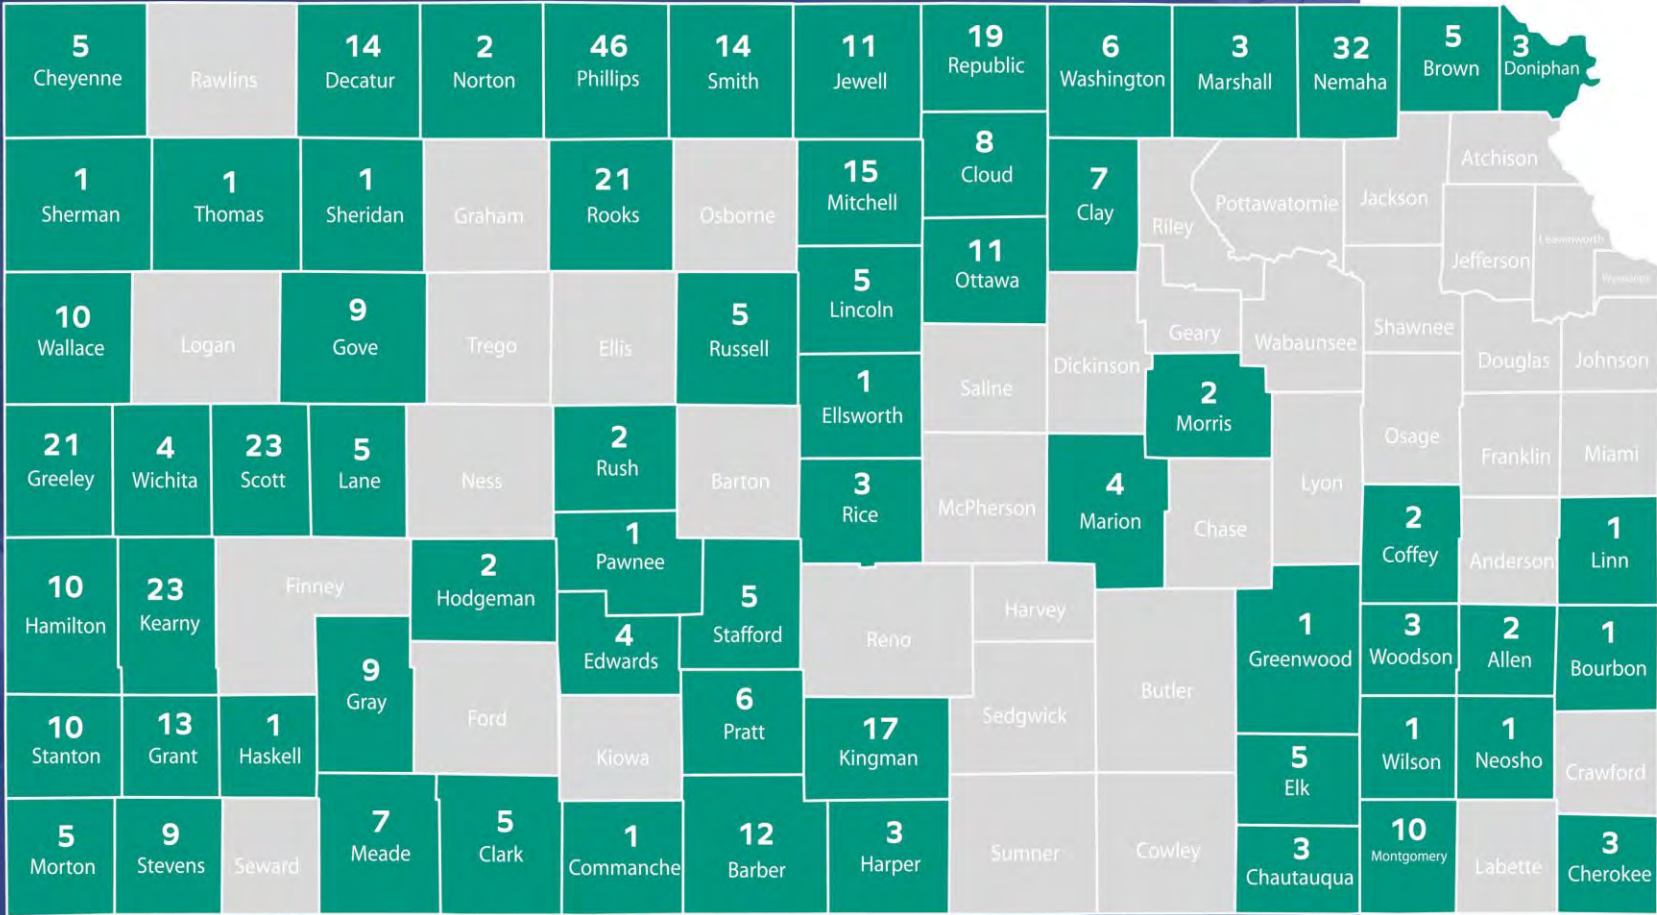 5
Cheyenne
Rawlins
14
Decatur
2
Norton
46
Phillips
14
Smith
11
Jewell
19
Republic
6
Washington
3
Marshall
32
Nemaha
5
Brown
3
Doniphan
1
Sherman
1
Thomas
1
Sheridan
Graham
21
Rooks
Osborne
15
Mitchell
8
Cloud
7
Clay
Riley
Pottawatomie
Jackson
Atchison
Jefferson
Leavenworth
Wyandotte
10
Wallace
Logan
9
Gove
Trego
Ellis
5
Russell
5
Lincoln
11
Ottawa
Saline
Dickinson
Geary
Wabaunsee
Shawnee
Douglas
Johnson
1
Ellsworth
2
Morris
21
Greeley
4
Wichita
23
Scott
5
Lane
Ness
2
Rush
Barton
3
Rice
McPherson
4
Marion
Chase
Lyon
Osage
Franklin
Miami
2
Coffey
Anderson
1
Linn
10
Hamilton
23
Kearny
Finney
2
Hodgeman
1
Pawnee
5
Stafford
4
Edwards
Reno
Harvey
Butler
1
Greenwood
3
Woodson
2
Allen
1
Bourbon
9
Gray
Ford
Kiowa
6
Pratt
17
Kingman
Sedgwick
10
Stanton
13
Grant
1
Haskell
5
Elk
1
Wilson
1
Neosho
Crawford
5
Morton
9
Stevens
Seward
7
Meade
5
Clark
1
Commanche
12
Barber
3
Harper
Sumner
Cowley
3
Chautauqua
10
Montgomery
Labette
3
Cherokee